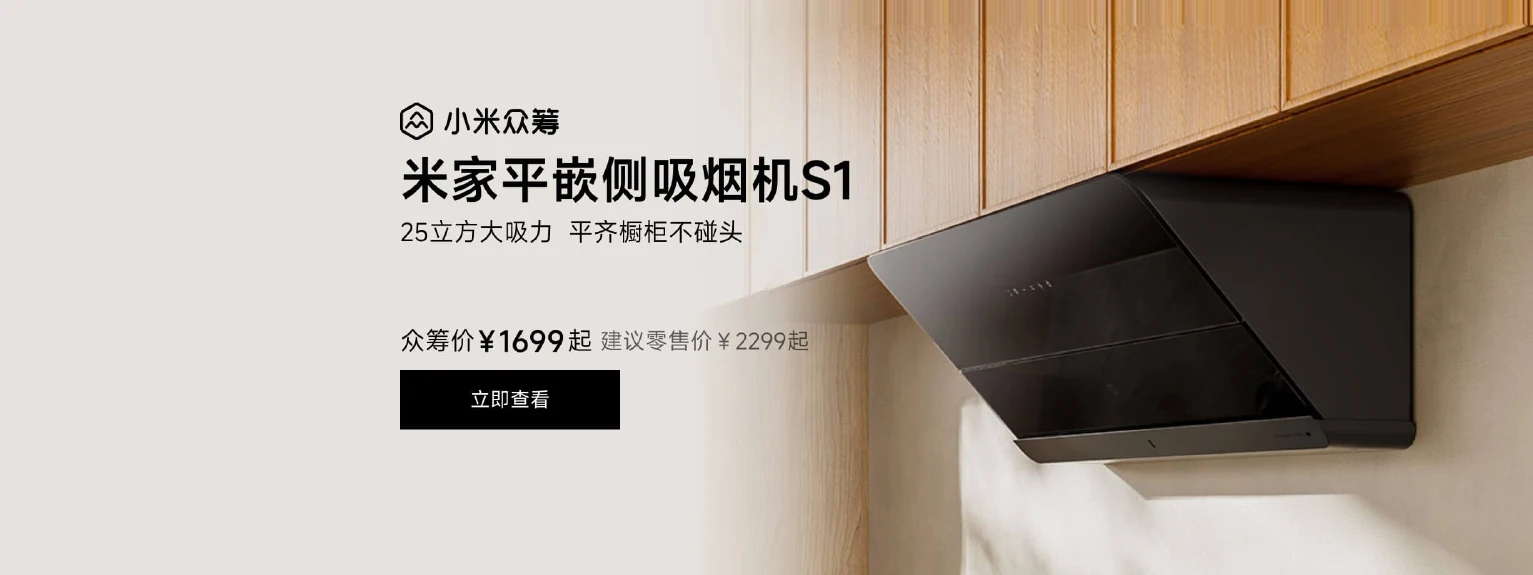 小米众筹
米家平嵌侧吸烟机S1
25立方大吸力 平齐橱柜不碰头
众筹价¥1699起 建议零售价¥2299起
立即查看